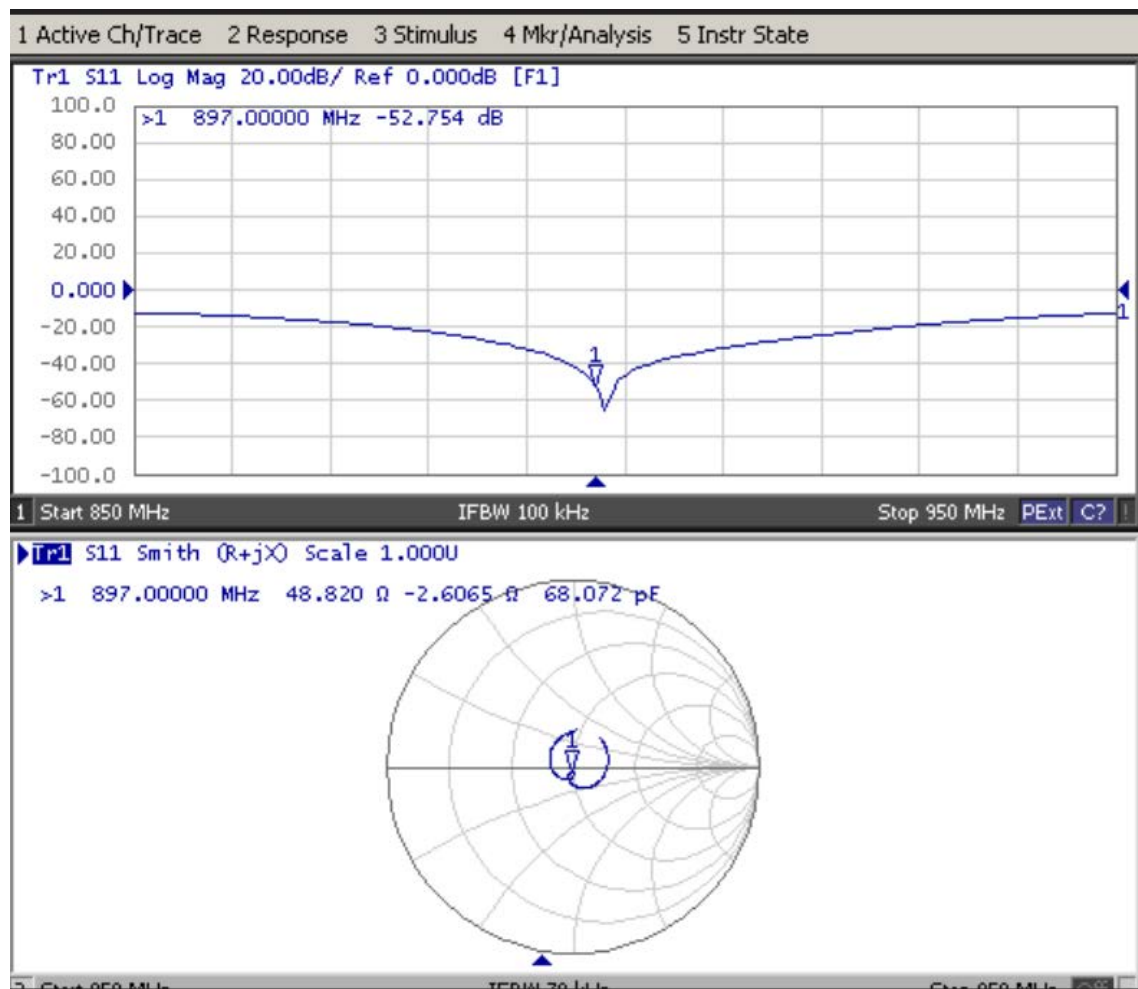 1 Active Ch/Trace 2 Response 3 Stimulus 4 Mkr/Analysis 5 Instr State
Tr1 S11 Log Mag 20.00dB/ Ref 0.000dB [F1]
>1 897.00000 MHz -52.754 dB
100.0
80.00
60.00
40.00
20.00
0.000
-20.00
-40.00
-60.00
-80.00
-100.0
1
1
1 Start 850 MHz IFBW 100 kHz Stop 950 MHz PExt C? !
Tr1 S11 Smith (R+jX) Scale 1.000U
>1 897.00000 MHz 48.820 Ω -2.6065 Ω 68.072 pF
1